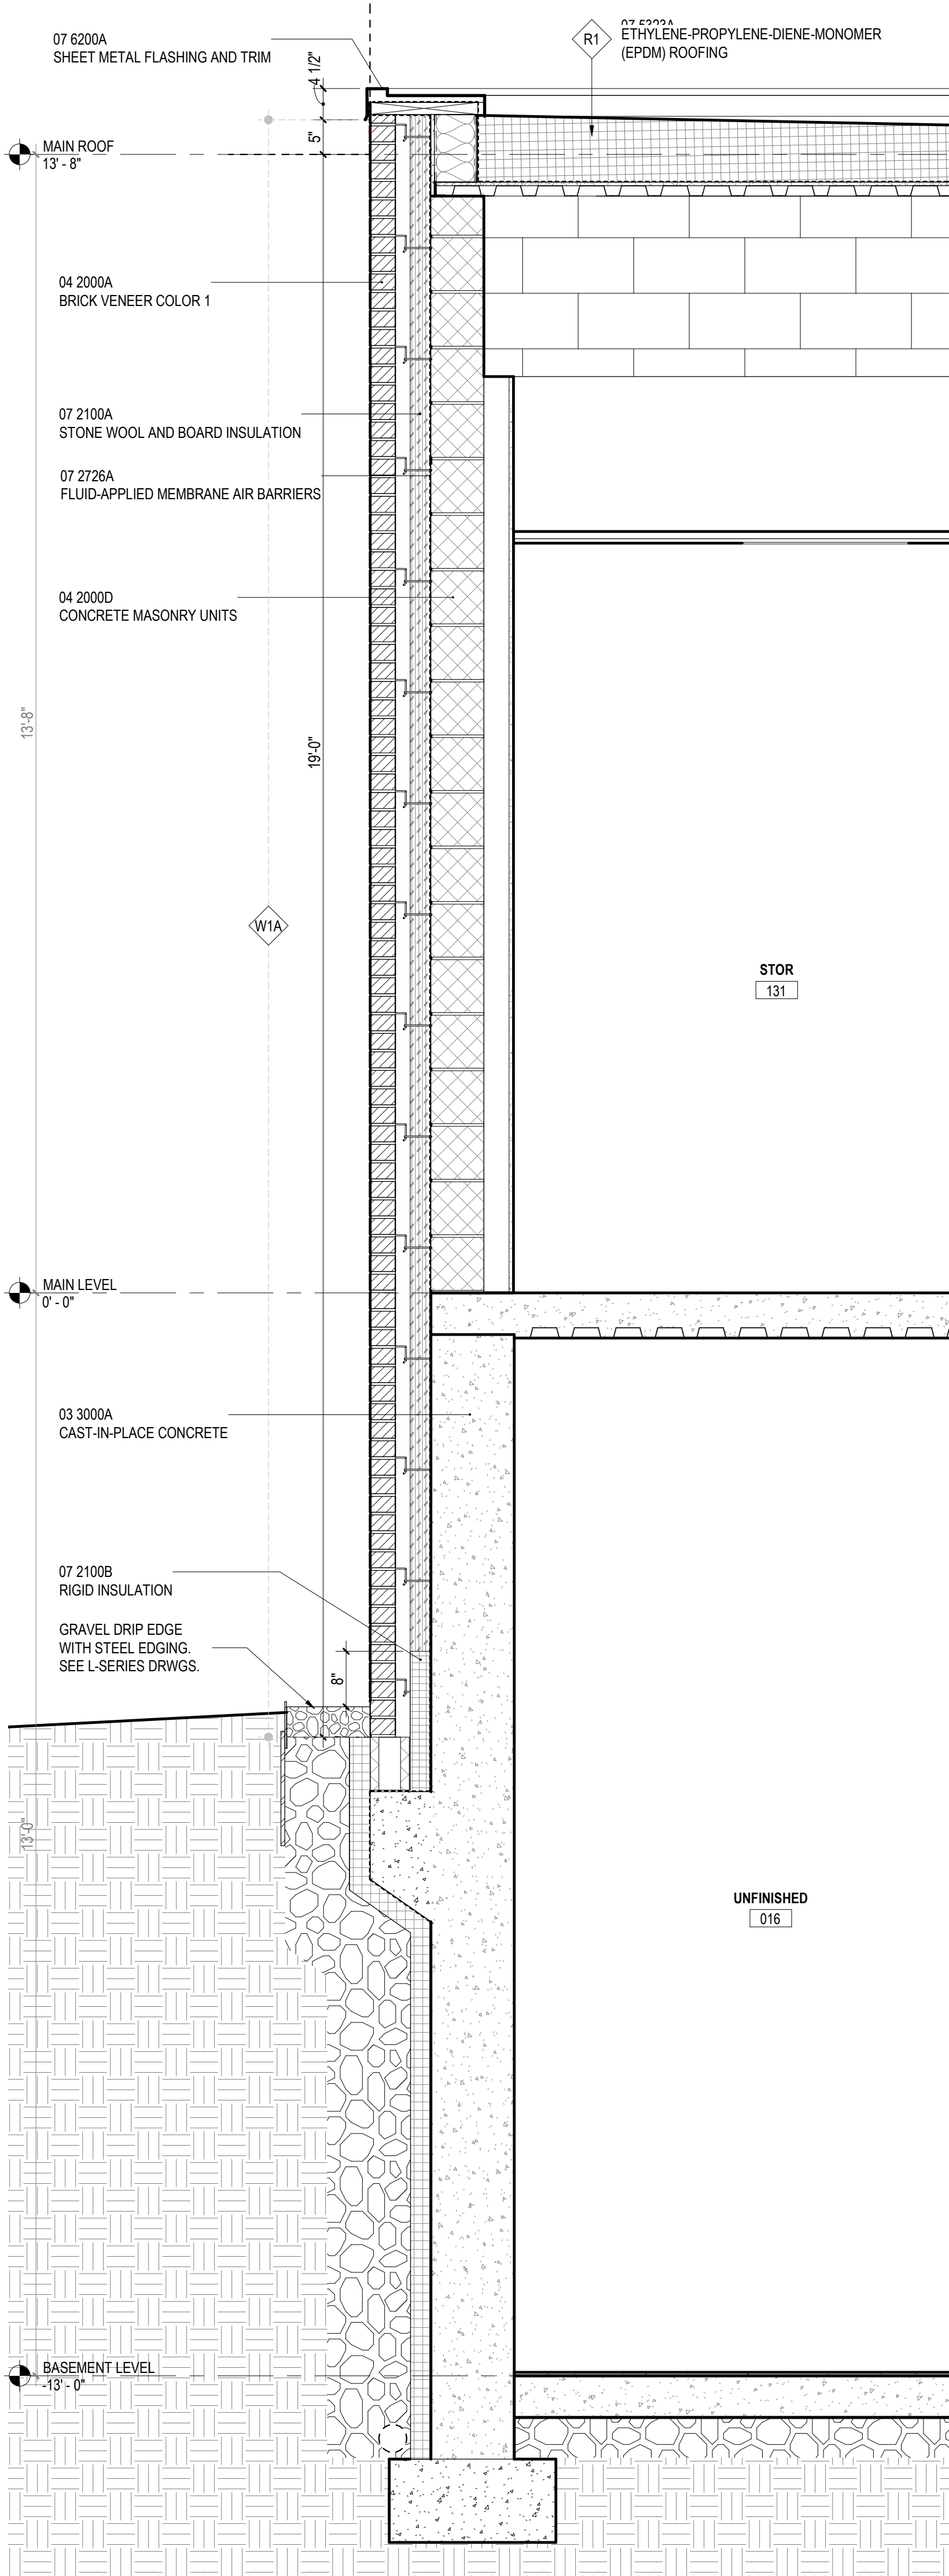 07 6200A
SHEET METAL FLASHING AND TRIM
4 1/2"
5"
R1
07 5323A
ETHYLENE-PROPYLENE-DIENE-MONOMER
(EPDM) ROOFING
MAIN ROOF
13' - 8"
04 2000A
BRICK VENEER COLOR 1
07 2100A
STONE WOOL AND BOARD INSULATION
07 2726A
FLUID-APPLIED MEMBRANE AIR BARRIERS
04 2000D
CONCRETE MASONRY UNITS
13'-8"
19'-0"
W1A
STOR
131
MAIN LEVEL
0' - 0"
03 3000A
CAST-IN-PLACE CONCRETE
07 2100B
RIGID INSULATION
GRAVEL DRIP EDGE
WITH STEEL EDGING.
SEE L-SERIES DRWGS.
8"
13'-0"
UNFINISHED
016
BASEMENT LEVEL
-13' - 0"